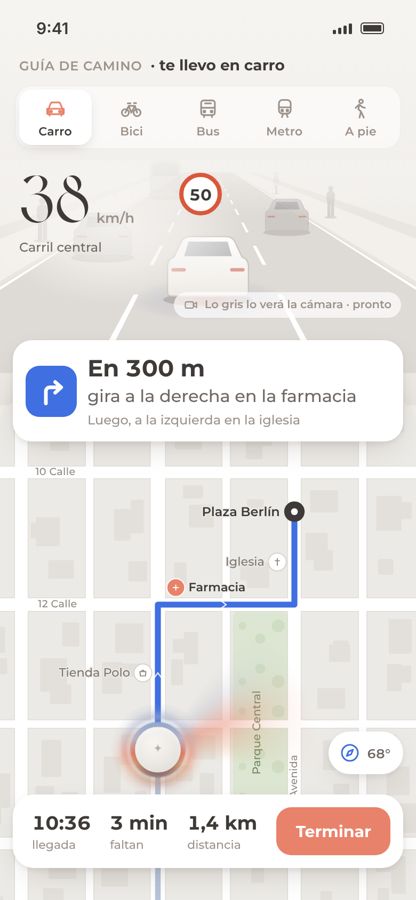 9:41
GUÍA DE CAMINO · te llevo en carro
Carro
Bici
Bus
Metro
A pie
38 km/h
50
Carril central
Lo gris lo verá la cámara · pronto
En 300 m
gira a la derecha en la farmacia
Luego, a la izquierda en la iglesia
10 Calle
Plaza Berlín
Iglesia
Farmacia
12 Calle
Tienda Polo
Parque Central
Avenida
68°
10:36
llegada
3 min
faltan
1,4 km
distancia
Terminar